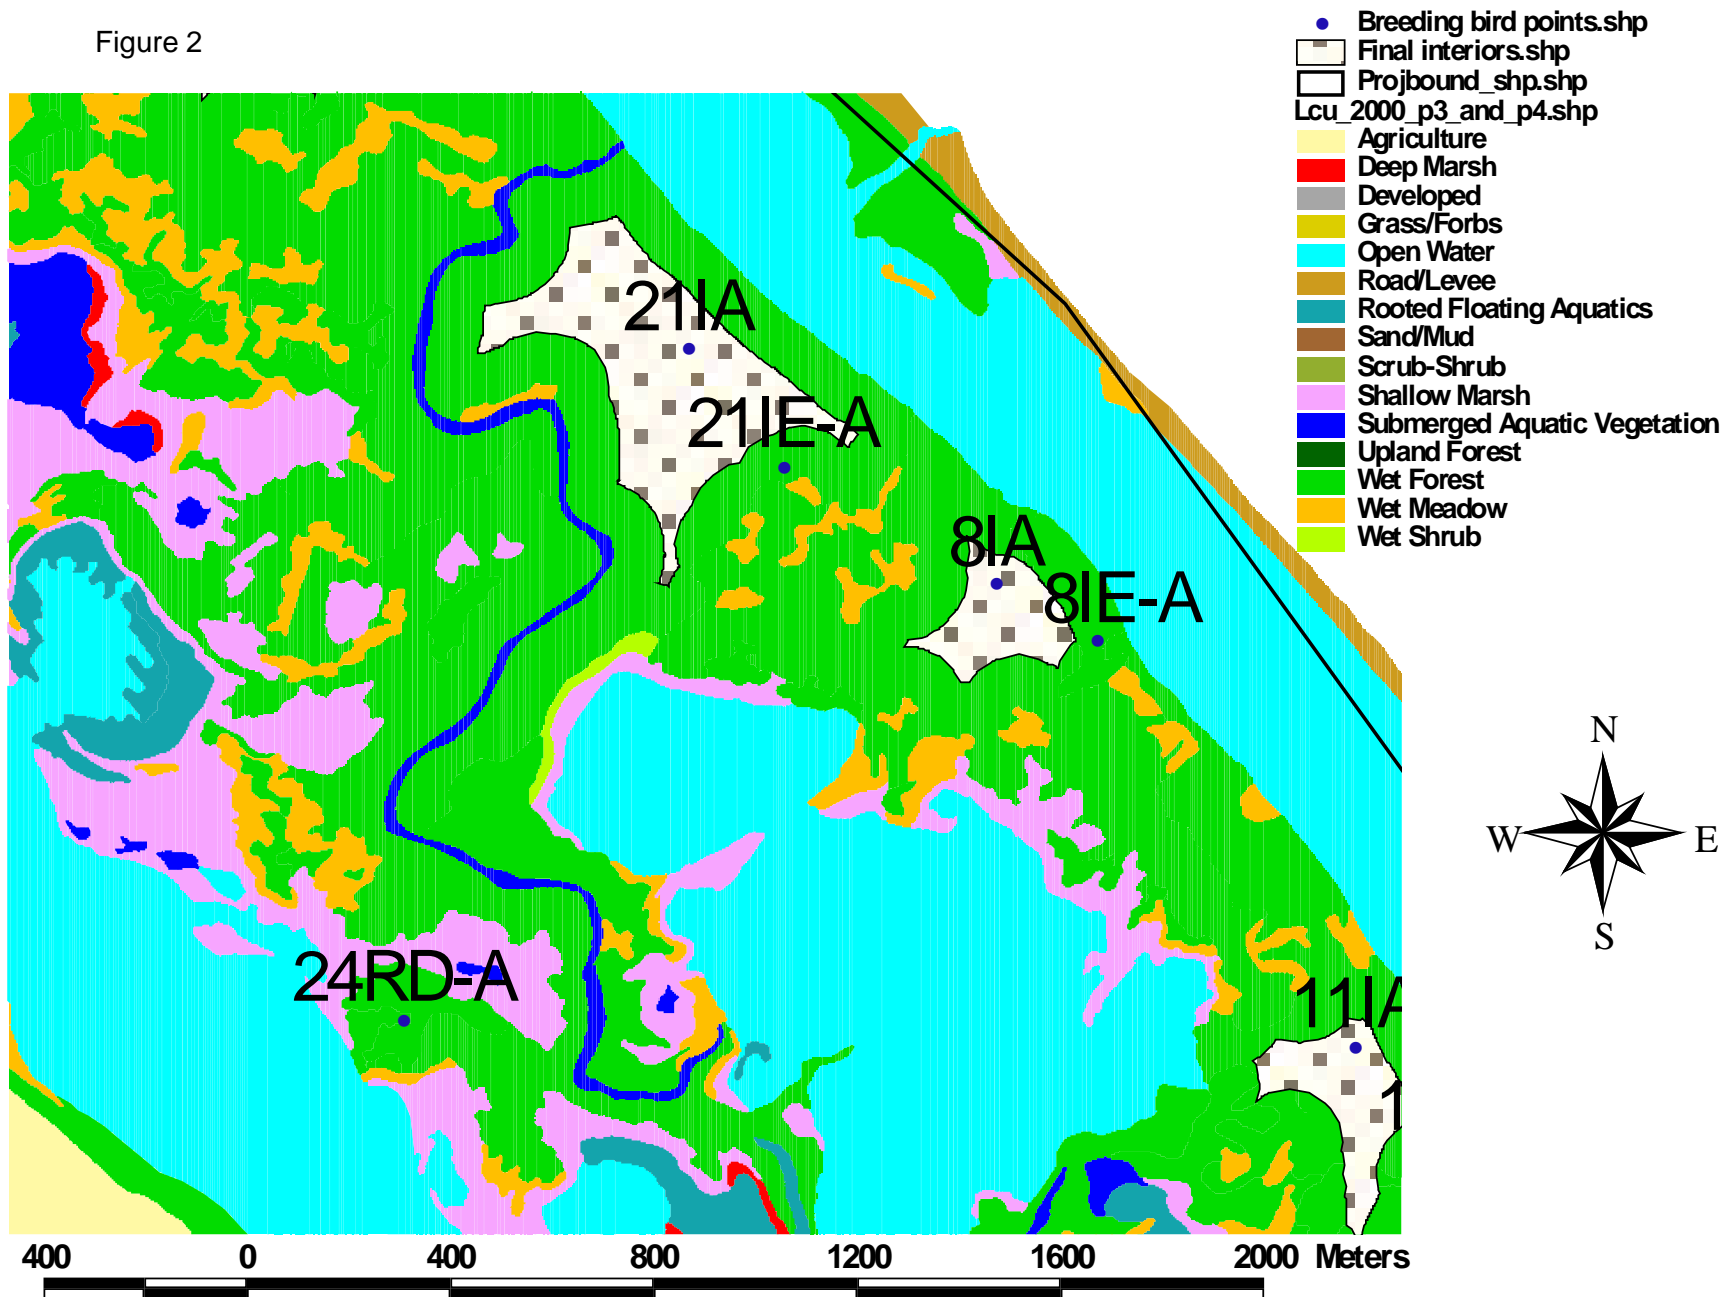 Figure 2
Breeding bird points.shp
Final interiors.shp
Projbound_shp.shp
Lcu_2000_p3_and_p4.shp
Agriculture
Deep Marsh
Developed
Grass/Forbs
Open Water
Road/Levee
Rooted Floating Aquatics
Sand/Mud
Scrub-Shrub
Shallow Marsh
Submerged Aquatic Vegetation
Upland Forest
Wet Forest
Wet Meadow
Wet Shrub
21IA
21IE-A
8IA
8IE-A
24RD-A
11IA
1
N
W E
S
400 0 400 800 1200 1600 2000 Meters